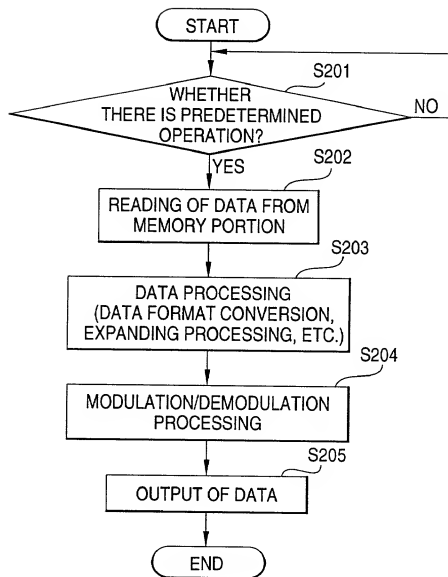 START
S201
WHETHER
THERE IS PREDETERMINED
OPERATION?
NO
YES
S202
READING OF DATA FROM
MEMORY PORTION
S203
DATA PROCESSING
(DATA FORMAT CONVERSION,
EXPANDING PROCESSING, ETC.)
S204
MODULATION/DEMODULATION
PROCESSING
S205
OUTPUT OF DATA
END